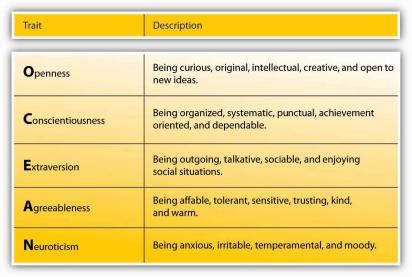 Trait Description
Openness Being curious, original, intellectual, creative, and open to
new ideas.
Conscientiousness Being organized, systematic, punctual, achievement
oriented, and dependable.
Extraversion Being outgoing, talkative, sociable, and enjoying
social situations.
Agreeableness Being affable, tolerant, sensitive, trusting, kind,
and warm.
Neuroticism Being anxious, irritable, temperamental, and moody.